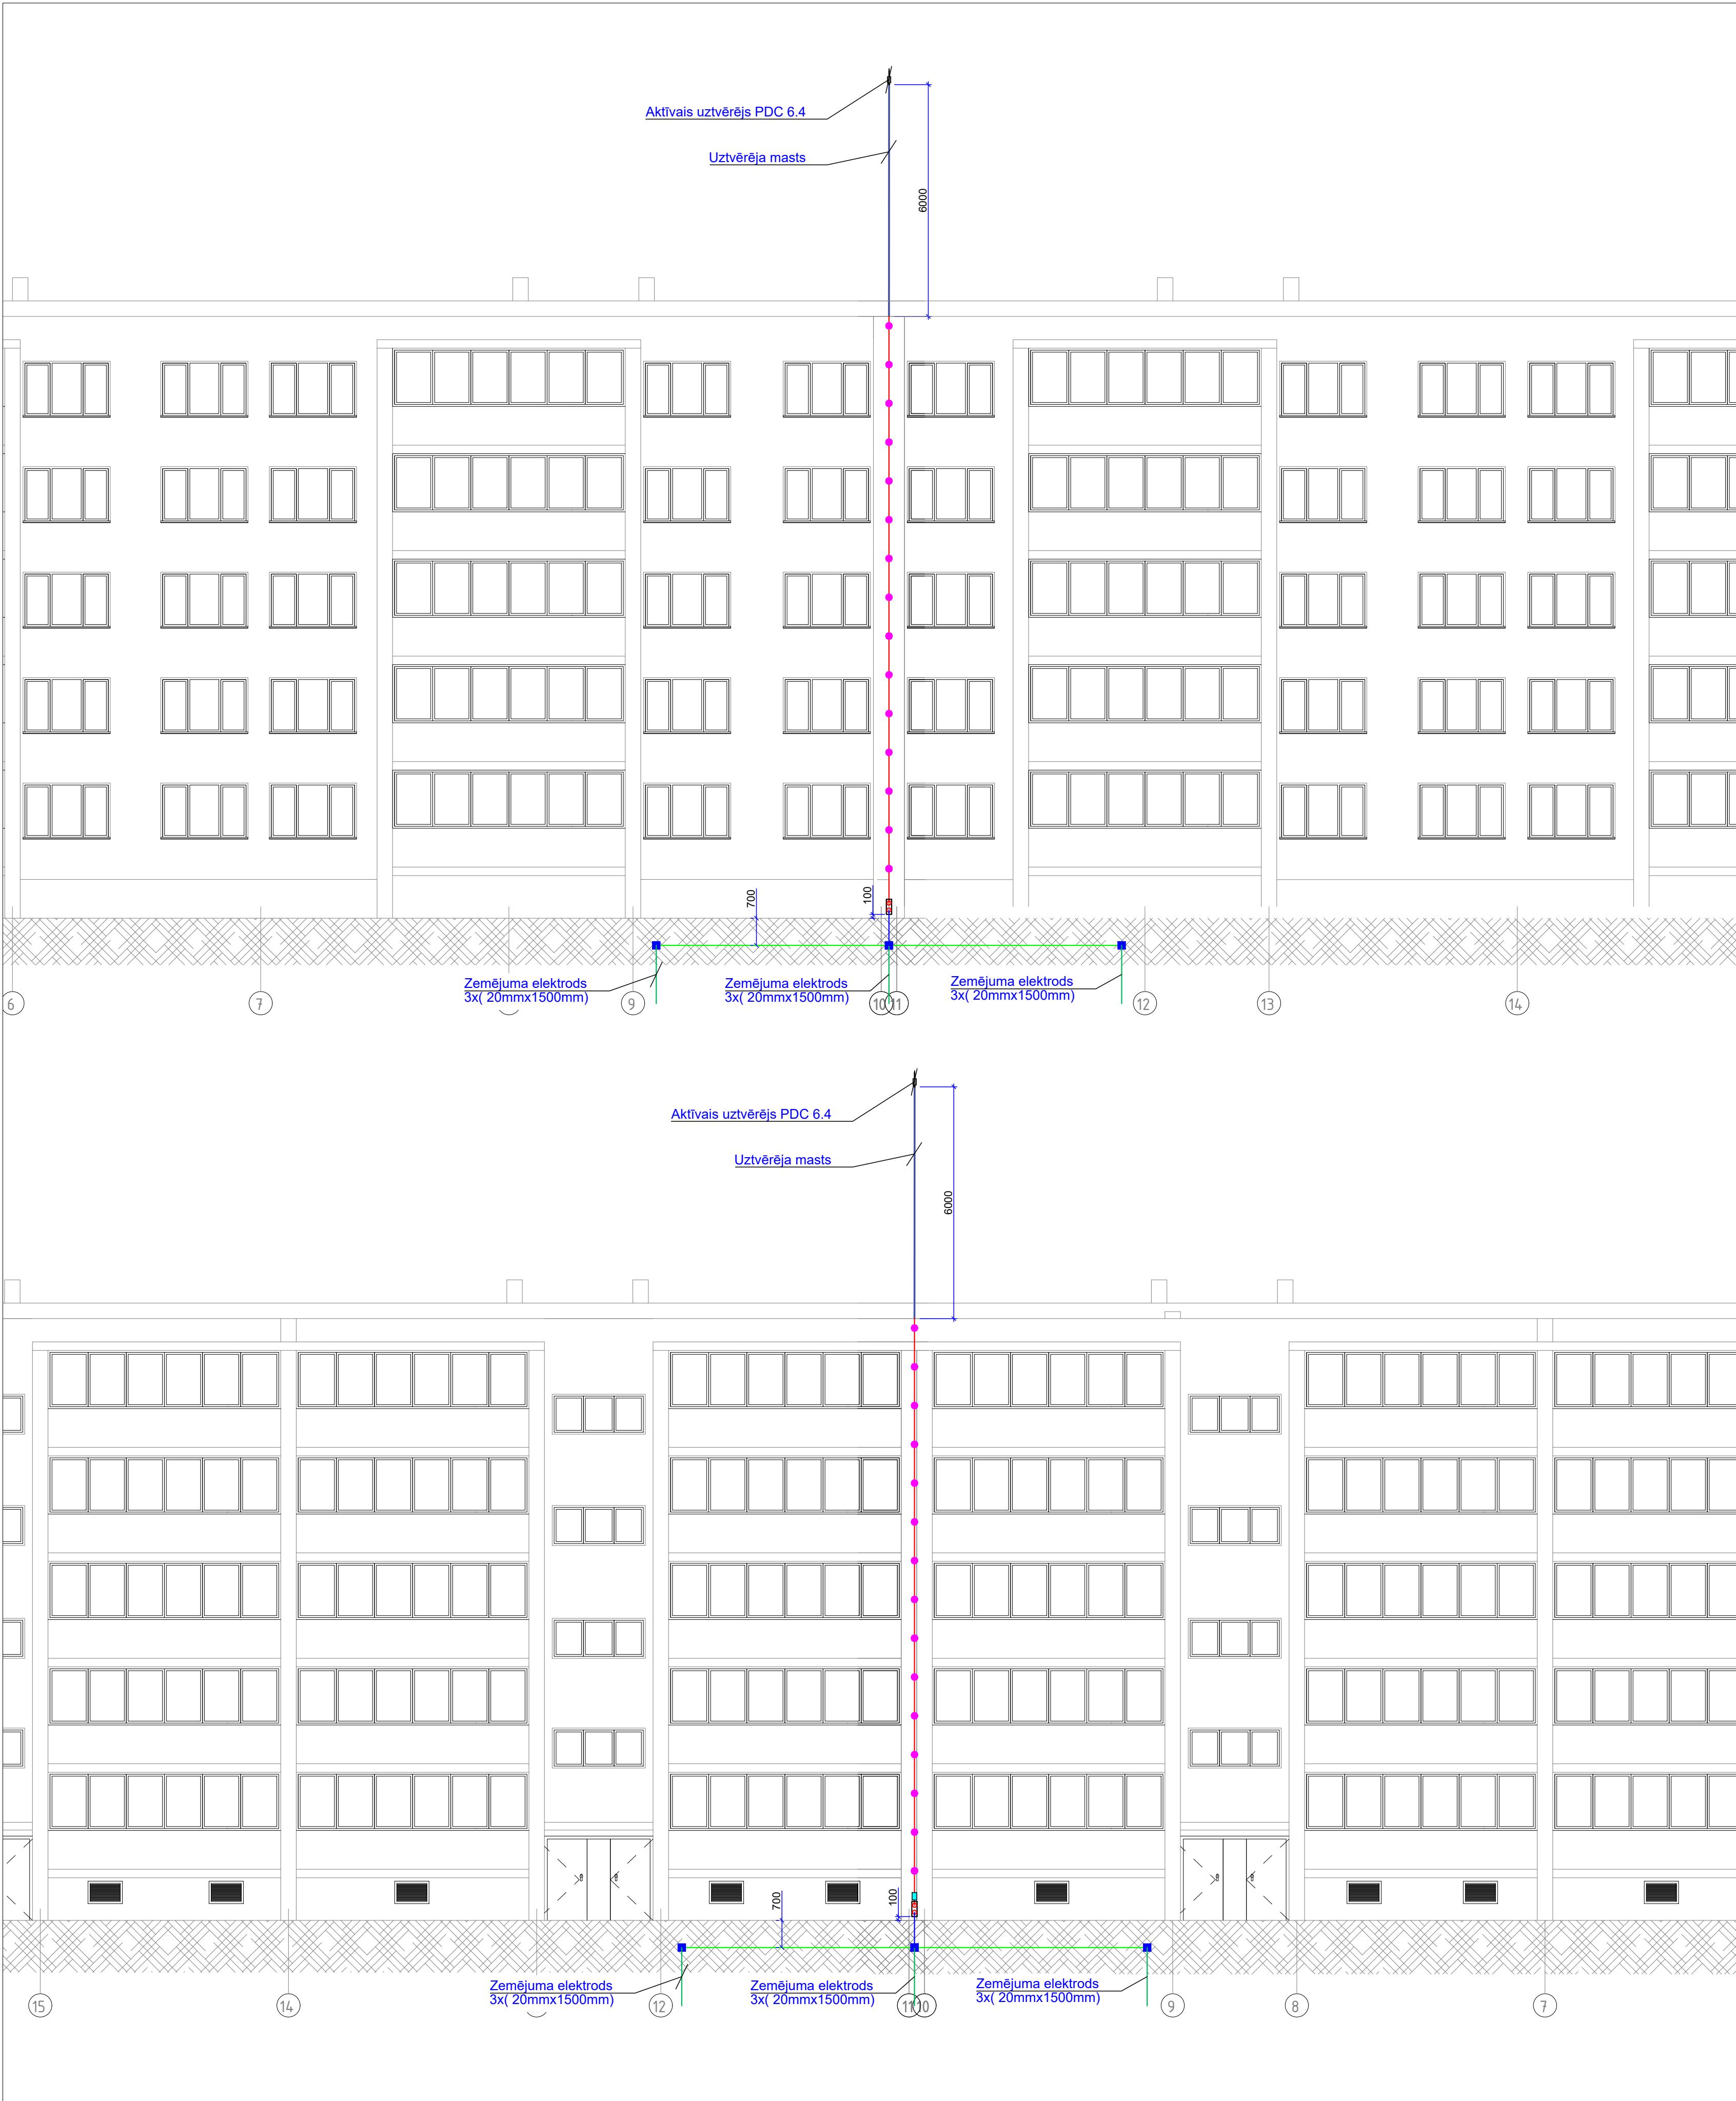 Aktīvais uztvērējs PDC 6.4
Uztvērēja masts
6000
700
100
Zemējuma elektrods
3x( 20mmx1500mm)
Zemējuma elektrods
3x( 20mmx1500mm)
Zemējuma elektrods
3x( 20mmx1500mm)
6
7
9
10
11
12
13
14
Aktīvais uztvērējs PDC 6.4
Uztvērēja masts
6000
700
100
Zemējuma elektrods
3x( 20mmx1500mm)
Zemējuma elektrods
3x( 20mmx1500mm)
Zemējuma elektrods
3x( 20mmx1500mm)
15
14
12
11
10
9
8
7